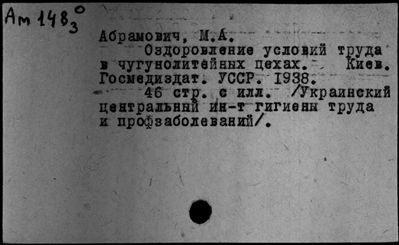 Ам 148 0/3
Абрамович, М.А.
Оздоровление условий труда
в чугунолитейных цехах. Киев.
Госмедиздат. УССР. 1938.
46 стр. с илл. /Украинский
центральный ин-т гигиены труда
и профзаболеваний/.